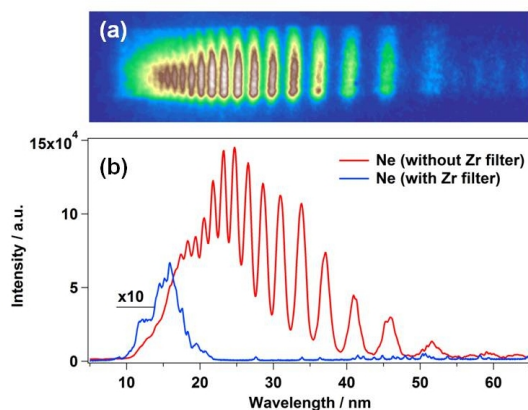 (a)
(b)
15x10⁴
10
5
0
Intensity / a.u.
Ne (without Zr filter)
Ne (with Zr filter)
x10
10 20 30 40 50 60
Wavelength / nm